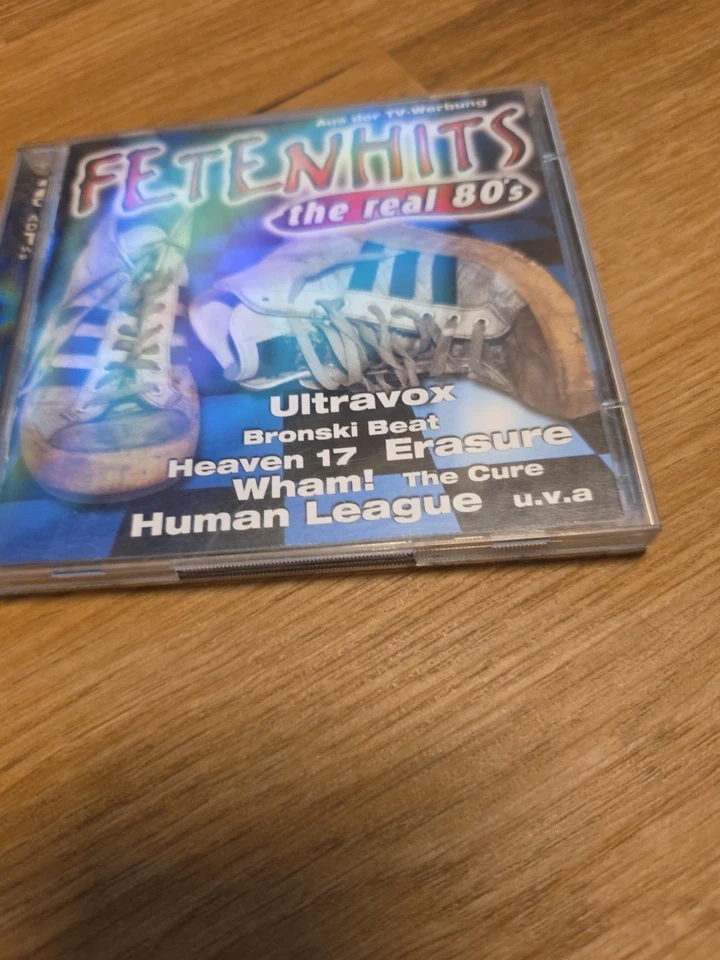 Aus der TV-Werbung
FETENHITS
the real 80's
Ultravox
Bronski Beat
Heaven 17 Erasure
Wham! The Cure
Human League u.v.a